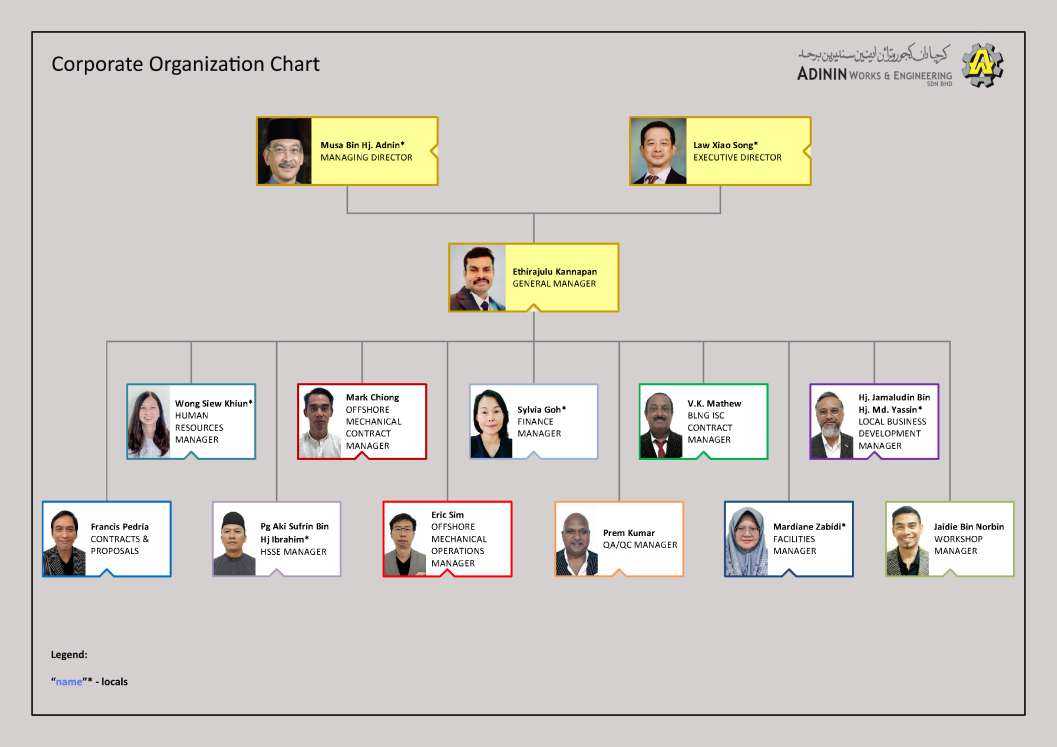 Corporate Organization Chart
ADININ WORKS & ENGINEERING
SDN BHD
Musa Bin Hj. Adnin*
MANAGING DIRECTOR
Law Xiao Song*
EXECUTIVE DIRECTOR
Ethirajulu Kannapan
GENERAL MANAGER
Wong Siew Khiun*
HUMAN
RESOURCES
MANAGER
Mark Chiong
OFFSHORE
MECHANICAL
CONTRACT
MANAGER
Sylvia Goh*
FINANCE
MANAGER
V.K. Mathew
BLNG ISC
CONTRACT
MANAGER
Hj. Jamaludin Bin
Hj. Md. Yassin*
LOCAL BUSINESS
DEVELOPMENT
MANAGER
Francis Pedria
CONTRACTS &
PROPOSALS
Pg Aki Sufrin Bin
Hj Ibrahim*
HSSE MANAGER
Eric Sim
OFFSHORE
MECHANICAL
OPERATIONS
MANAGER
Prem Kumar
QA/QC MANAGER
Mardiane Zabidi*
FACILITIES
MANAGER
Jaidie Bin Norbin
WORKSHOP
MANAGER
Legend:
“name”* - locals